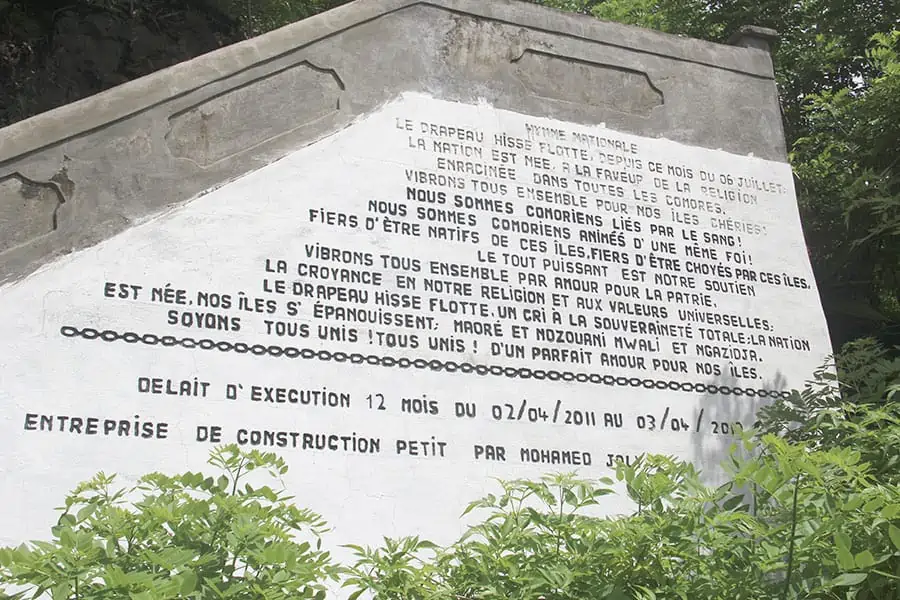 HYMNE NATIONALE
LE DRAPEAU HISSE FLOTTE, DEPUIS CE MOIS DU 06 JUILLET;
LA NATION EST NEE, A LA FAVEUR DE LA RELIGION
ENRACINÉE DANS TOUTES LE COMORES.
VIBRONS TOUS ENSEMBLE POUR NOS ÎLES CHÉRIES!
NOUS SOMMES COMORIENS LIÉS PAR LE SANG!
NOUS SOMMES COMORIENS ANIMÉS D'UNE MÊME FOI!
FIERS D'ÊTRE NATIFS DE CES ÎLES, FIERS D'ÊTRE CHOYÉS PAR CES ÎLES.
LE TOUT PUISSANT EST NOTRE SOUTIEN
VIBRONS TOUS ENSEMBLE PAR AMOUR POUR LA PATRIE,
LA CROYANCE EN NOTRE RELIGION ET AUX VALEURS UNIVERSELLES;
LE DRAPEAU HISSE FLOTTE, UN CRI À LA SOUVERAINETÉ TOTALE; LA NATION
EST NÉE, NOS ÎLES S'ÉPANOUISSENT; MAORÉ ET NDZOUANI MWALI ET NGAZIDJA.
SOYONS TOUS UNIS! TOUS UNIS! D'UN PARFAIT AMOUR POUR NOS ÎLES.
DELAIT D'EXECUTION 12 MOIS DU 02/04/2011 AU 03/04/
ENTREPRISE DE CONSTRUCTION PETIT PAR MOHAMED